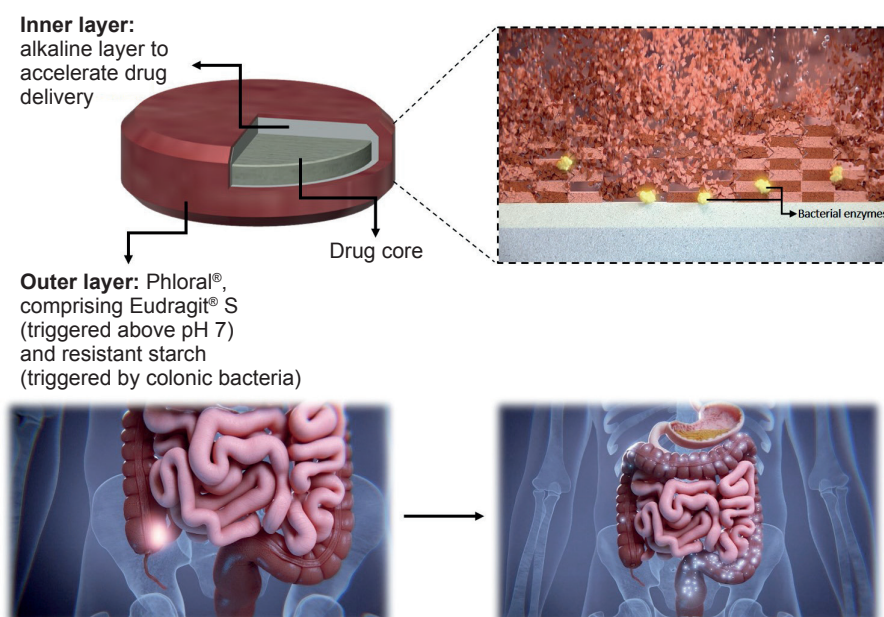 Inner layer:
alkaline layer to
accelerate drug
delivery
Bacterial enzymes
Drug core
Outer layer: Phloral®,
comprising Eudragit® S
(triggered above pH 7)
and resistant starch
(triggered by colonic bacteria)